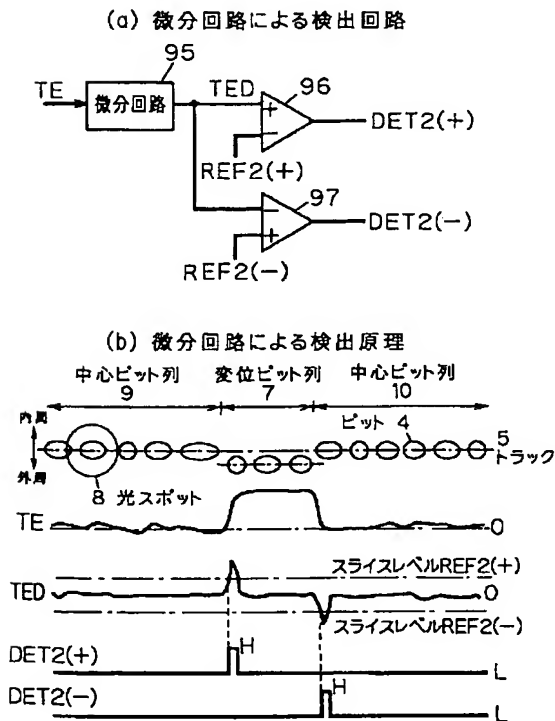 (a) 微分回路による検出回路
95
TE
微分回路
TED
96
DET2(+)
REF2(+)
97
DET2(-)
REF2(-)
(b) 微分回路による検出原理
中心ピット列 変位ピット列 中心ピット列
9 7 10
内周
外周
ピット 4
5
トラック
8 光スポット
TE
0
スライスレベルREF2(+)
TED
0
スライスレベルREF2(-)
DET2(+)
H
L
DET2(-)
H
L